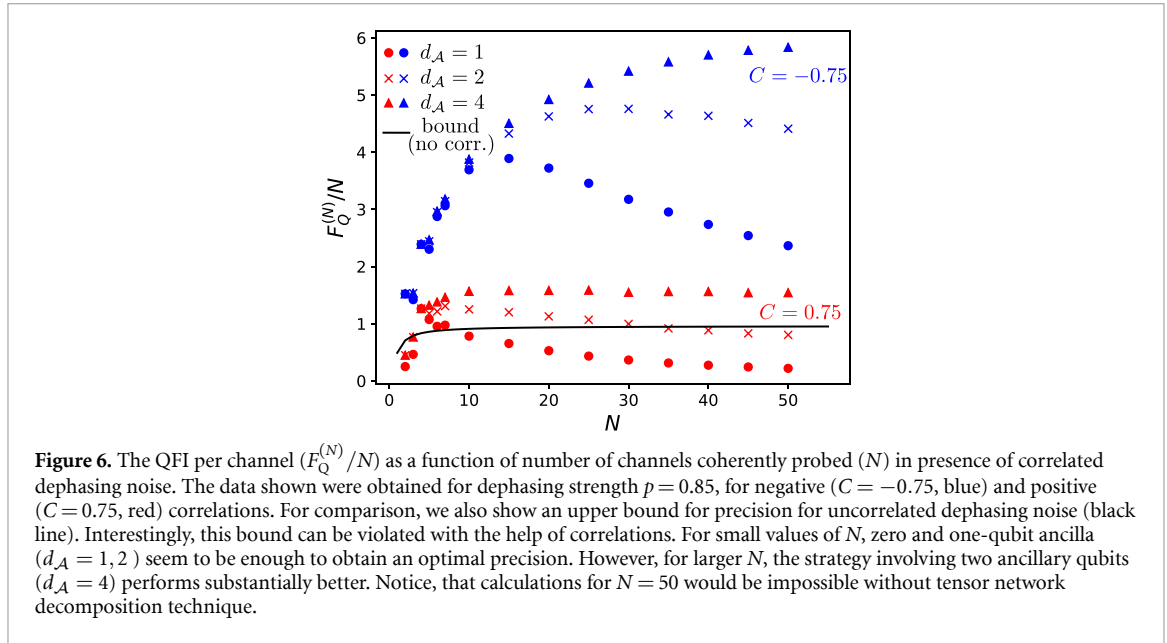 6
5
4
3
2
1
0
F_Q^{(N)}/N
d_𝒜 = 1
d_𝒜 = 2
d_𝒜 = 4
bound
(no corr.)
C = −0.75
C = 0.75
0 10 20 30 40 50
N
Figure 6. The QFI per channel (F_Q^{(N)}/N) as a function of number of channels coherently probed (N) in presence of correlated
dephasing noise. The data shown were obtained for dephasing strength p = 0.85, for negative (C = −0.75, blue) and positive
(C = 0.75, red) correlations. For comparison, we also show an upper bound for precision for uncorrelated dephasing noise (black
line). Interestingly, this bound can be violated with the help of correlations. For small values of N, zero and one-qubit ancilla
(d_𝒜 = 1, 2 ) seem to be enough to obtain an optimal precision. However, for larger N, the strategy involving two ancillary qubits
(d_𝒜 = 4) performs substantially better. Notice, that calculations for N = 50 would be impossible without tensor network
decomposition technique.